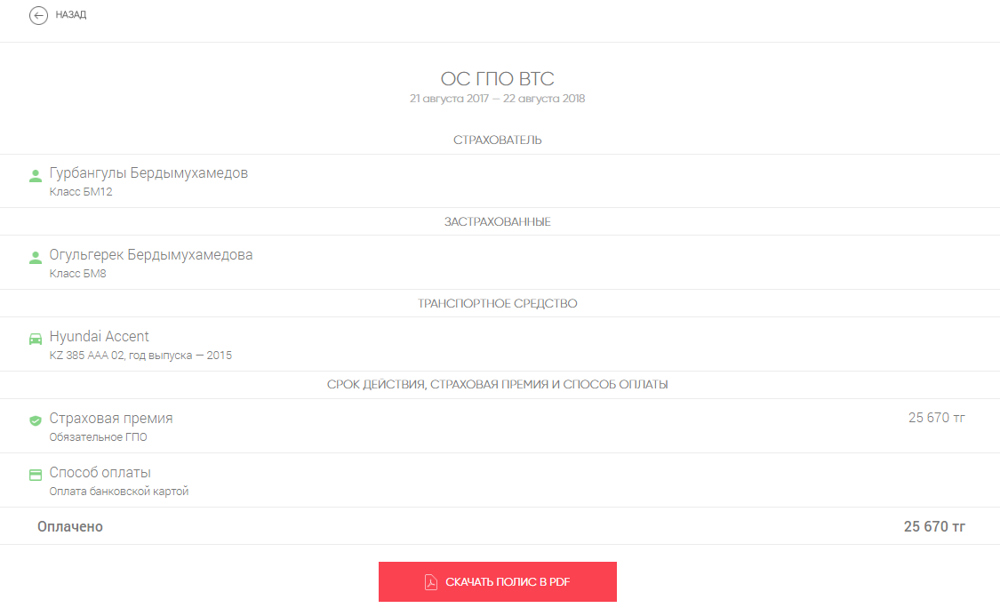 НАЗАД
ОС ГПО ВТС
21 августа 2017 — 22 августа 2018
СТРАХОВАТЕЛЬ
Гурбангулы Бердымухамедов
Класс БМ12
ЗАСТРАХОВАННЫЕ
Огульгерек Бердымухамедова
Класс БМ8
ТРАНСПОРТНОЕ СРЕДСТВО
Hyundai Accent
KZ 385 AAA 02, год выпуска — 2015
СРОК ДЕЙСТВИЯ, СТРАХОВАЯ ПРЕМИЯ И СПОСОБ ОПЛАТЫ
Страховая премия 25 670 тг
Обязательное ГПО
Способ оплаты
Оплата банковской картой
Оплачено 25 670 тг
СКАЧАТЬ ПОЛИС В PDF